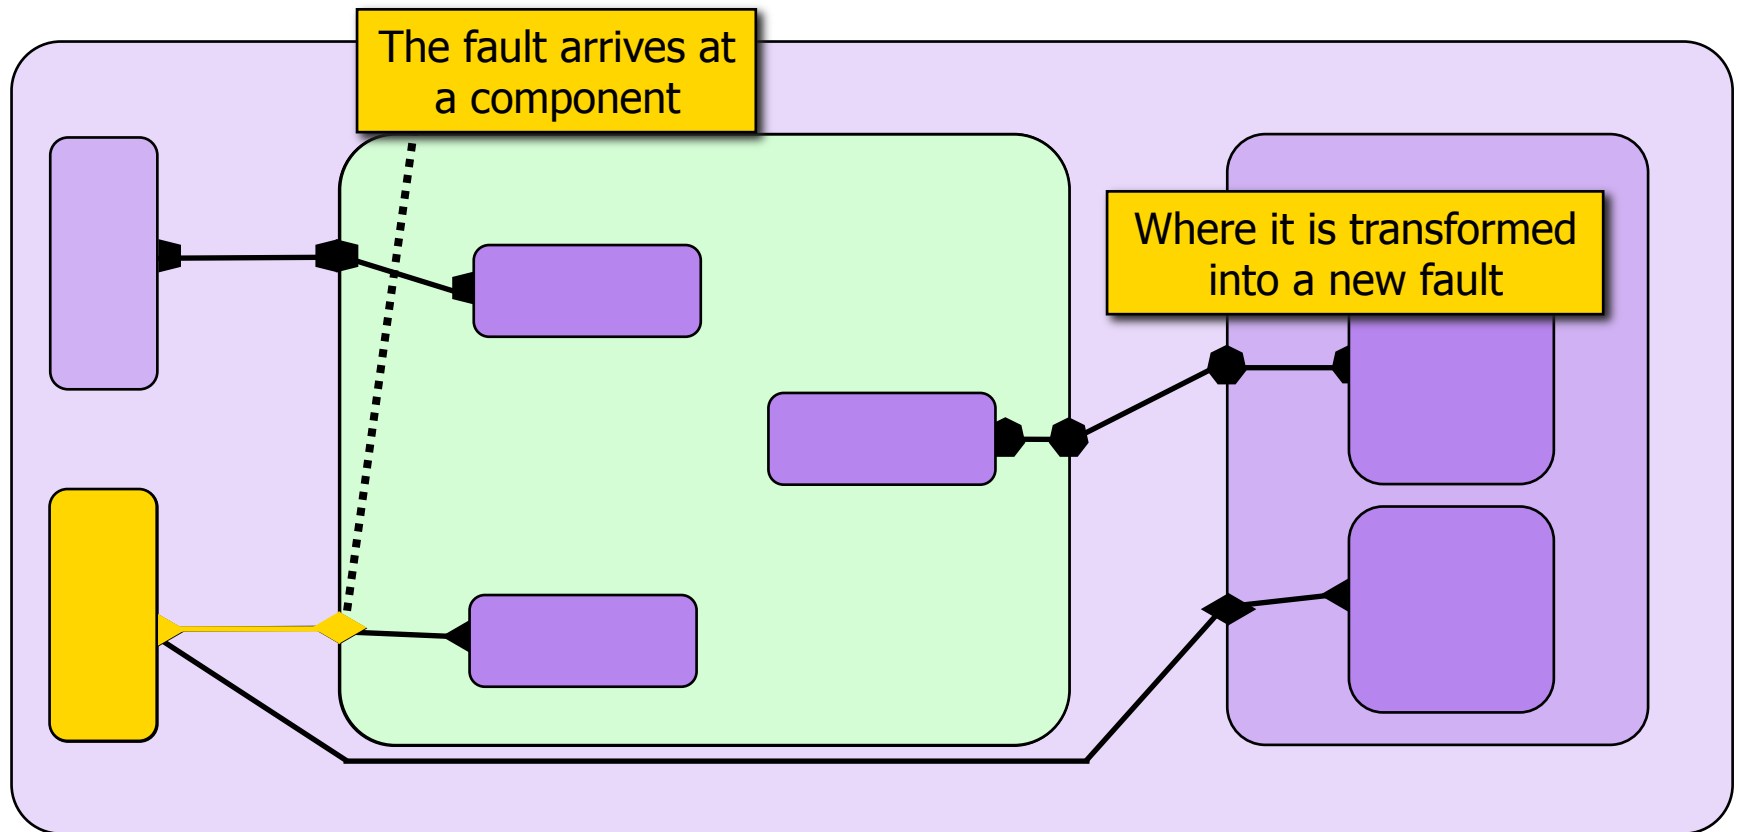 The fault arrives at
a component
Where it is transformed
into a new fault